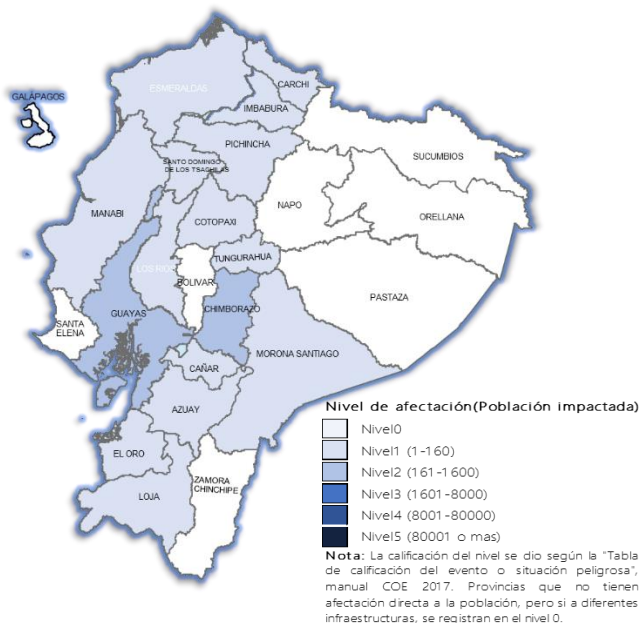 ESMERALDAS
CARCHI
GALÁPAGOS
IMBABURA
PICHINCHA
SUCUMBIOS
SANTO DOMINGO
DE LOS TSACHILAS
NAPO
MANABI
COTOPAXI
ORELLANA
TUNGURAHUA
LOS RIOS
BOLIVAR
PASTAZA
GUAYAS
CHIMBORAZO
SANTA
ELENA
MORONA SANTIAGO
CAÑAR
AZUAY
EL ORO
ZAMORA
CHINCHIPE
LOJA
Nivel de afectación(Población impactada)
Nivel0
Nivel1 (1-160)
Nivel2 (161-1600)
Nivel3 (1601-8000)
Nivel4 (8001-80000)
Nivel5 (80001 o mas)
Nota: La calificación del nivel se dio según la "Tabla
de calificación del evento o situación peligrosa",
manual COE 2017. Provincias que no tienen
afectación directa a la población, pero si a diferentes
infraestructuras, se registran en el nivel 0.